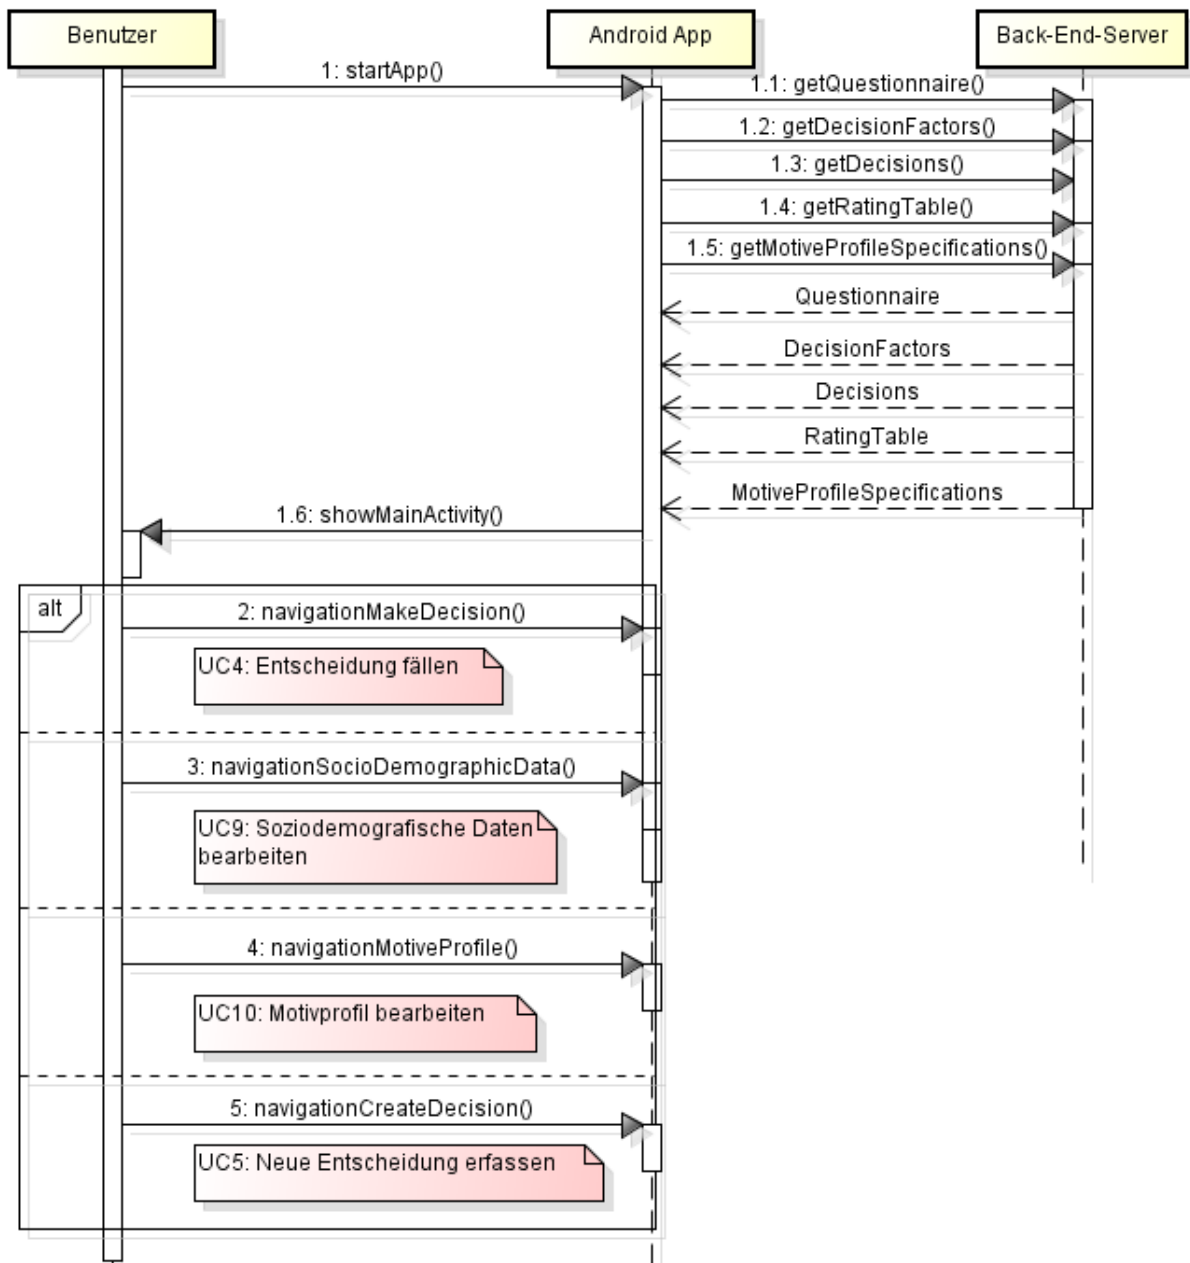 Benutzer
Android App
Back-End-Server
1: startApp()
1.1: getQuestionnaire()
1.2: getDecisionFactors()
1.3: getDecisions()
1.4: getRatingTable()
1.5: getMotiveProfileSpecifications()
Questionnaire
DecisionFactors
Decisions
RatingTable
MotiveProfileSpecifications
1.6: showMainActivity()
alt
2: navigationMakeDecision()
UC4: Entscheidung fällen
3: navigationSocioDemographicData()
UC9: Soziodemografische Daten
bearbeiten
4: navigationMotiveProfile()
UC10: Motivprofil bearbeiten
5: navigationCreateDecision()
UC5: Neue Entscheidung erfassen